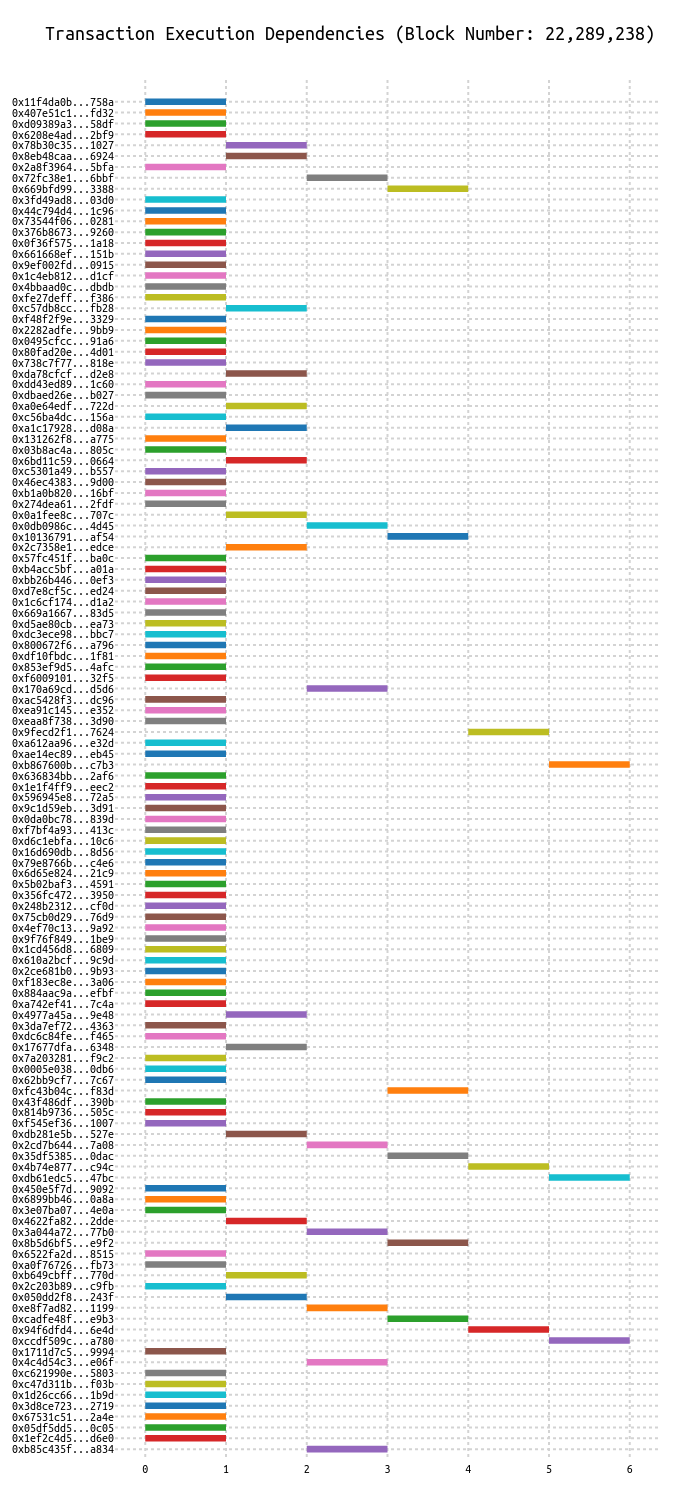 Transaction Execution Dependencies (Block Number: 22,289,238)
0x11f4da0b...758a
0x407e51c1...fd32
0xd09389a3...58df
0x6208e4ad...2bf9
0x78b30c35...1027
0x8eb48caa...6924
0x2a8f3964...5bfa
0x72fc38e1...6bbf
0x669bfd99...3388
0x3fd49ad8...03d0
0x44c794d4...1c96
0x73544f06...0281
0x376b8673...9260
0x0f36f575...1a18
0x661668ef...151b
0x9ef002fd...0915
0x1c4eb812...d1cf
0x4bbaad0c...dbdb
0xfe27deff...f386
0xc57db8cc...fb28
0xf48f2f9e...3329
0x2282adfe...9bb9
0x0495cfcc...91a6
0x80fad20e...4d01
0x738c7f77...818e
0xda78cfcf...d2e8
0xdd43ed89...1c60
0xdbaed26e...b027
0xa0e64edf...722d
0xc56ba4dc...156a
0xa1c17928...d08a
0x131262f8...a775
0x03b8ac4a...805c
0x6bd11c59...0664
0xc5301a49...b557
0x46ec4383...9d00
0xb1a0b820...16bf
0x274dea61...2fdf
0x0a1fee8c...707c
0x0db0986c...4d45
0x10136791...af54
0x2c7358e1...edce
0x57fc451f...ba0c
0xb4acc5bf...a01a
0xbb26b446...0ef3
0xd7e8cf5c...ed24
0x1c6cf174...d1a2
0x669a1667...83d5
0xd5ae80cb...ea73
0xdc3ece98...bbc7
0x800672f6...a796
0xdf10fbdc...1f81
0x853ef9d5...4afc
0xf6009101...32f5
0x170a69cd...d5d6
0xac5428f3...dc96
0xea91c145...e352
0xeaa8f738...3d90
0x9fecd2f1...7624
0xa612aa96...e32d
0xae14ec89...eb45
0xb867600b...c7b3
0x636834bb...2af6
0x1e1f4ff9...eec2
0x596945e8...72a5
0x9c1d59eb...3d91
0x0da0bc78...839d
0xf7bf4a93...413c
0xd6c1ebfa...10c6
0x16d690db...8d56
0x79e8766b...c4e6
0x6d65e824...21c9
0x5b02baf3...4591
0x356fc472...3950
0x248b2312...cf0d
0x75cb0d29...76d9
0x4ef70c13...9a92
0x9f76f849...1be9
0x1cd456d8...6809
0x610a2bcf...9c9d
0x2ce681b0...9b93
0xf183ec8e...3a06
0x884aac9a...efbf
0xa742ef41...7c4a
0x4977a45a...9e48
0x3da7ef72...4363
0xdc6c84fe...f465
0x17677dfa...6348
0x7a203281...f9c2
0x0005e038...0db6
0x62bb9cf7...7c67
0xfc43b04c...f83d
0x43f486df...390b
0x814b9736...505c
0xf545ef36...1007
0xdb281e5b...527e
0x2cd7b644...7a08
0x35df5385...0dac
0x4b74e877...c94c
0xdb61edc5...47bc
0x450e5f7d...9092
0x6899bb46...0a8a
0x3e07ba07...4e0a
0x4622fa82...2dde
0x3a044a72...77b0
0x8b5d6bf5...e9f2
0x6522fa2d...8515
0xa0f76726...fb73
0xb649cbff...770d
0x2c203b89...c9fb
0x050dd2f8...243f
0xe8f7ad82...1199
0xcadfe48f...e9b3
0x94f6dfd4...6e4d
0xccdf509c...a780
0x1711d7c5...9994
0x4c4d54c3...e06f
0xc621990e...5803
0xc47d311b...f03b
0x1d26cc66...1b9d
0x3d8ce723...2719
0x67531c51...2a4e
0x05df5dd5...0c05
0x1ef2c4d5...d6e0
0xb85c435f...a834
0 1 2 3 4 5 6